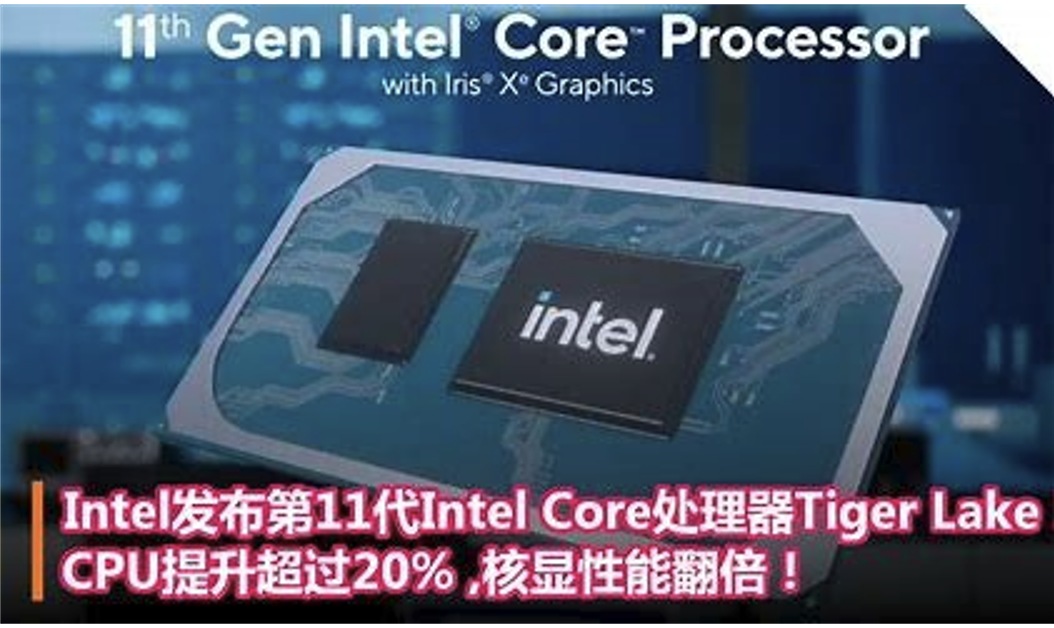 11th Gen Intel® Core™ Processor
with Iris® Xe Graphics
intel.
Intel发布第11代Intel Core处理器Tiger Lake
CPU提升超过20% ,核显性能翻倍！